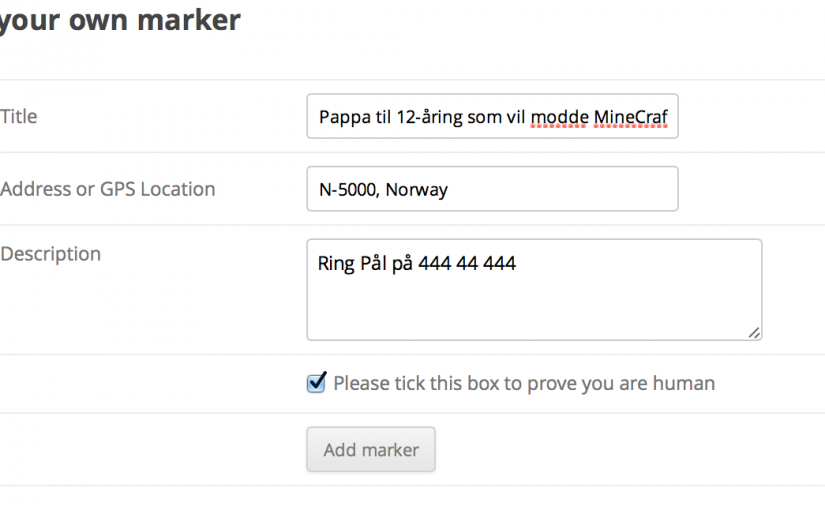 your own marker
Title
Pappa til 12-åring som vil modde MineCraf
Address or GPS Location
N-5000, Norway
Description
Ring Pål på 444 44 444
Please tick this box to prove you are human
Add marker